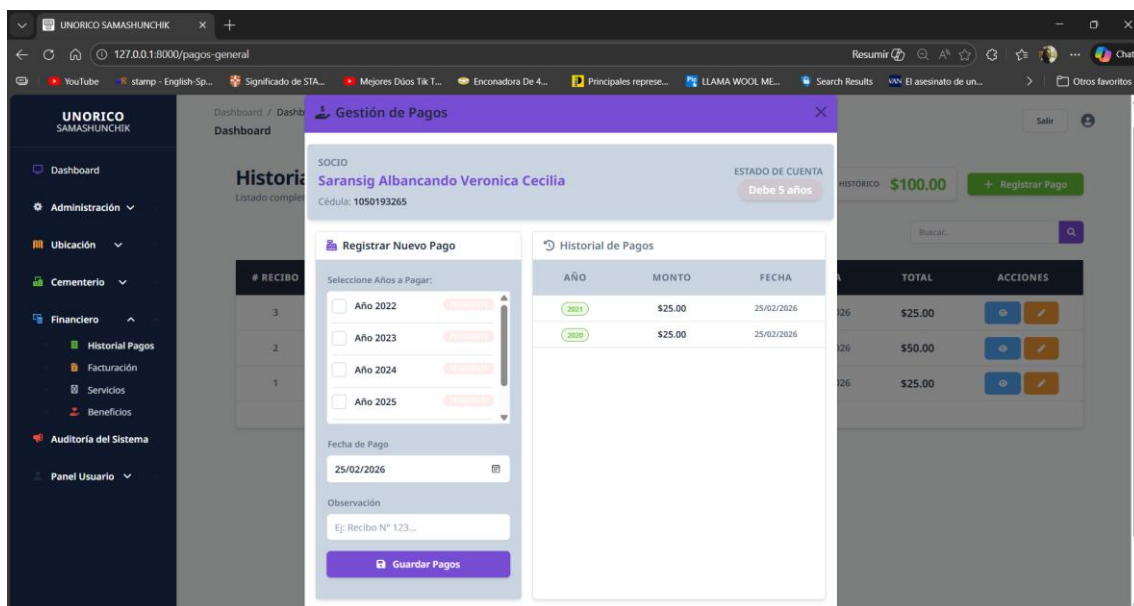 UNORICO SAMASHUNCHIK
127.0.0.1:8000/pagos-general
Resumir
Chat
YouTube
stamp - English-Sp...
Significado de STA...
Mejores Dúos Tik T...
Enconadora De 4...
Principales represe...
LLAMA WOOL ME...
Search Results
El asesinato de un...
Otros favoritos
UNORICO
SAMASHUNCHIK
Dashboard
Administración
Ubicación
Cementerio
Financiero
Historial Pagos
Facturación
Servicios
Beneficios
Auditoría del Sistema
Panel Usuario
Dashboard / Dashb
Dashboard
Salir
Historia
Listado complet
HISTÓRICO $100.00
+ Registrar Pago
Buscar...
# RECIBO
A
TOTAL
ACCIONES
3
026
$25.00
2
026
$50.00
1
026
$25.00
Gestión de Pagos
SOCIO
Saransig Albancando Veronica Cecilia
Cédula: 1050193265
ESTADO DE CUENTA
Debe 5 años
Registrar Nuevo Pago
Seleccione Años a Pagar:
Año 2022
Año 2023
Año 2024
Año 2025
Fecha de Pago
25/02/2026
Observación
Ej: Recibo N° 123...
Guardar Pagos
Historial de Pagos
AÑO MONTO FECHA
2021 $25.00 25/02/2026
2020 $25.00 25/02/2026